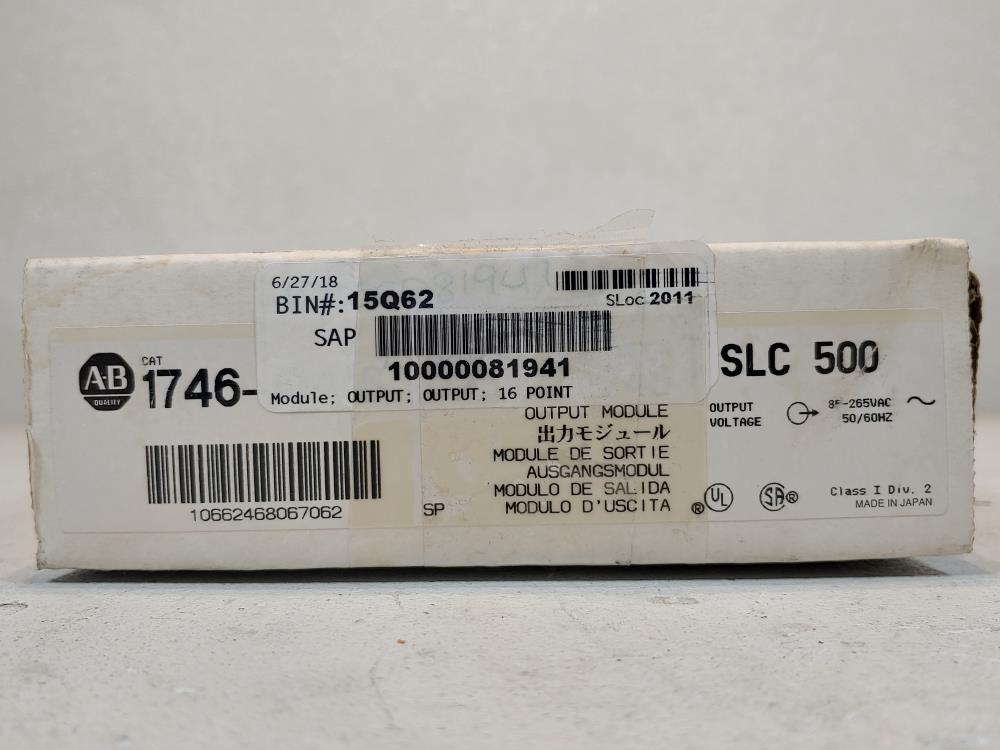 6/27/18
BIN#:15Q62
SLoc 2011
SAP
10000081941
Module; OUTPUT; OUTPUT; 16 POINT
A-B
QUALITY
CAT
1746-
SLC 500
OUTPUT MODULE
出力モジュール
MODULE DE SORTIE
AUSGANGSMODUL
MODULO DE SALIDA
MODULO D'USCITA
OUTPUT
VOLTAGE
85-265VAC
50/60HZ
10662468067062
SP
® UL
SA ®
Class I Div. 2
MADE IN JAPAN